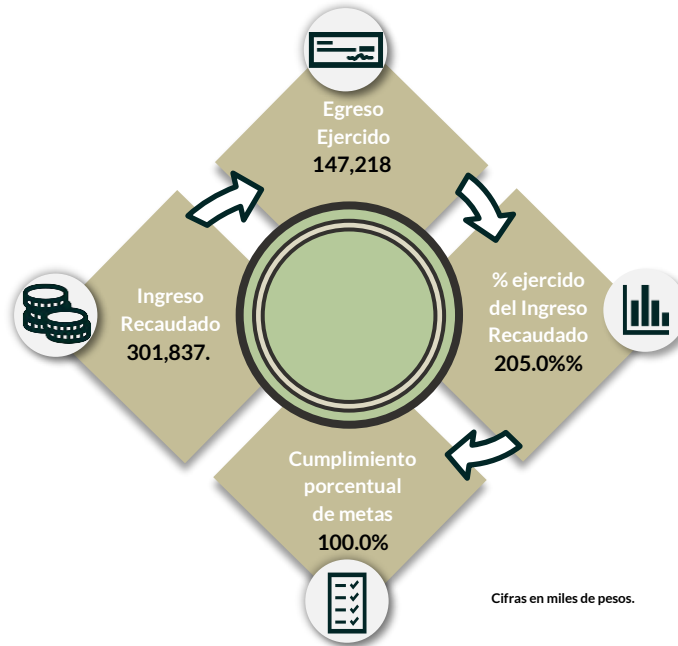 Egreso
Ejercido
147,218
Ingreso
Recaudado
301,837.
% ejercido
del Ingreso
Recaudado
205.0%%
Cumplimiento
porcentual
de metas
100.0%
Cifras en miles de pesos.